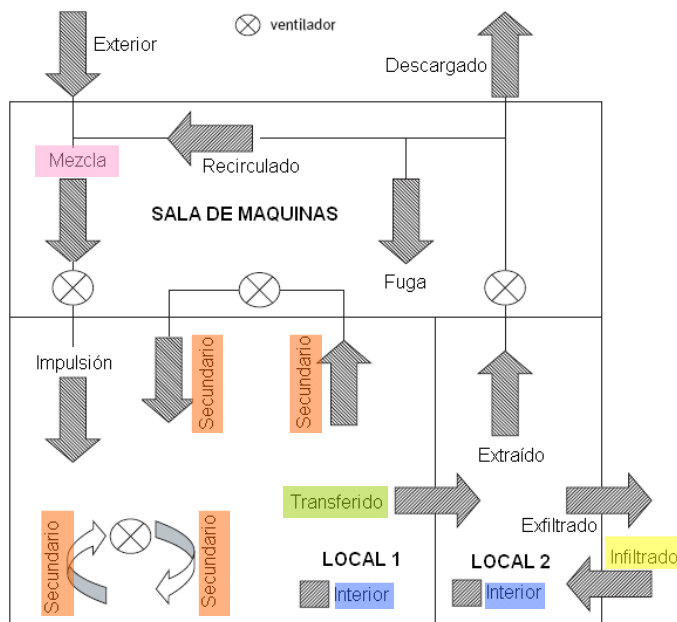 ventilador
Exterior
Descargado
Mezcla
Recirculado
SALA DE MAQUINAS
Fuga
Impulsión
Secundario
Secundario
Extraído
Transferido
Exfiltrado
Secundario
Secundario
LOCAL 1
LOCAL 2
Infiltrado
Interior
Interior